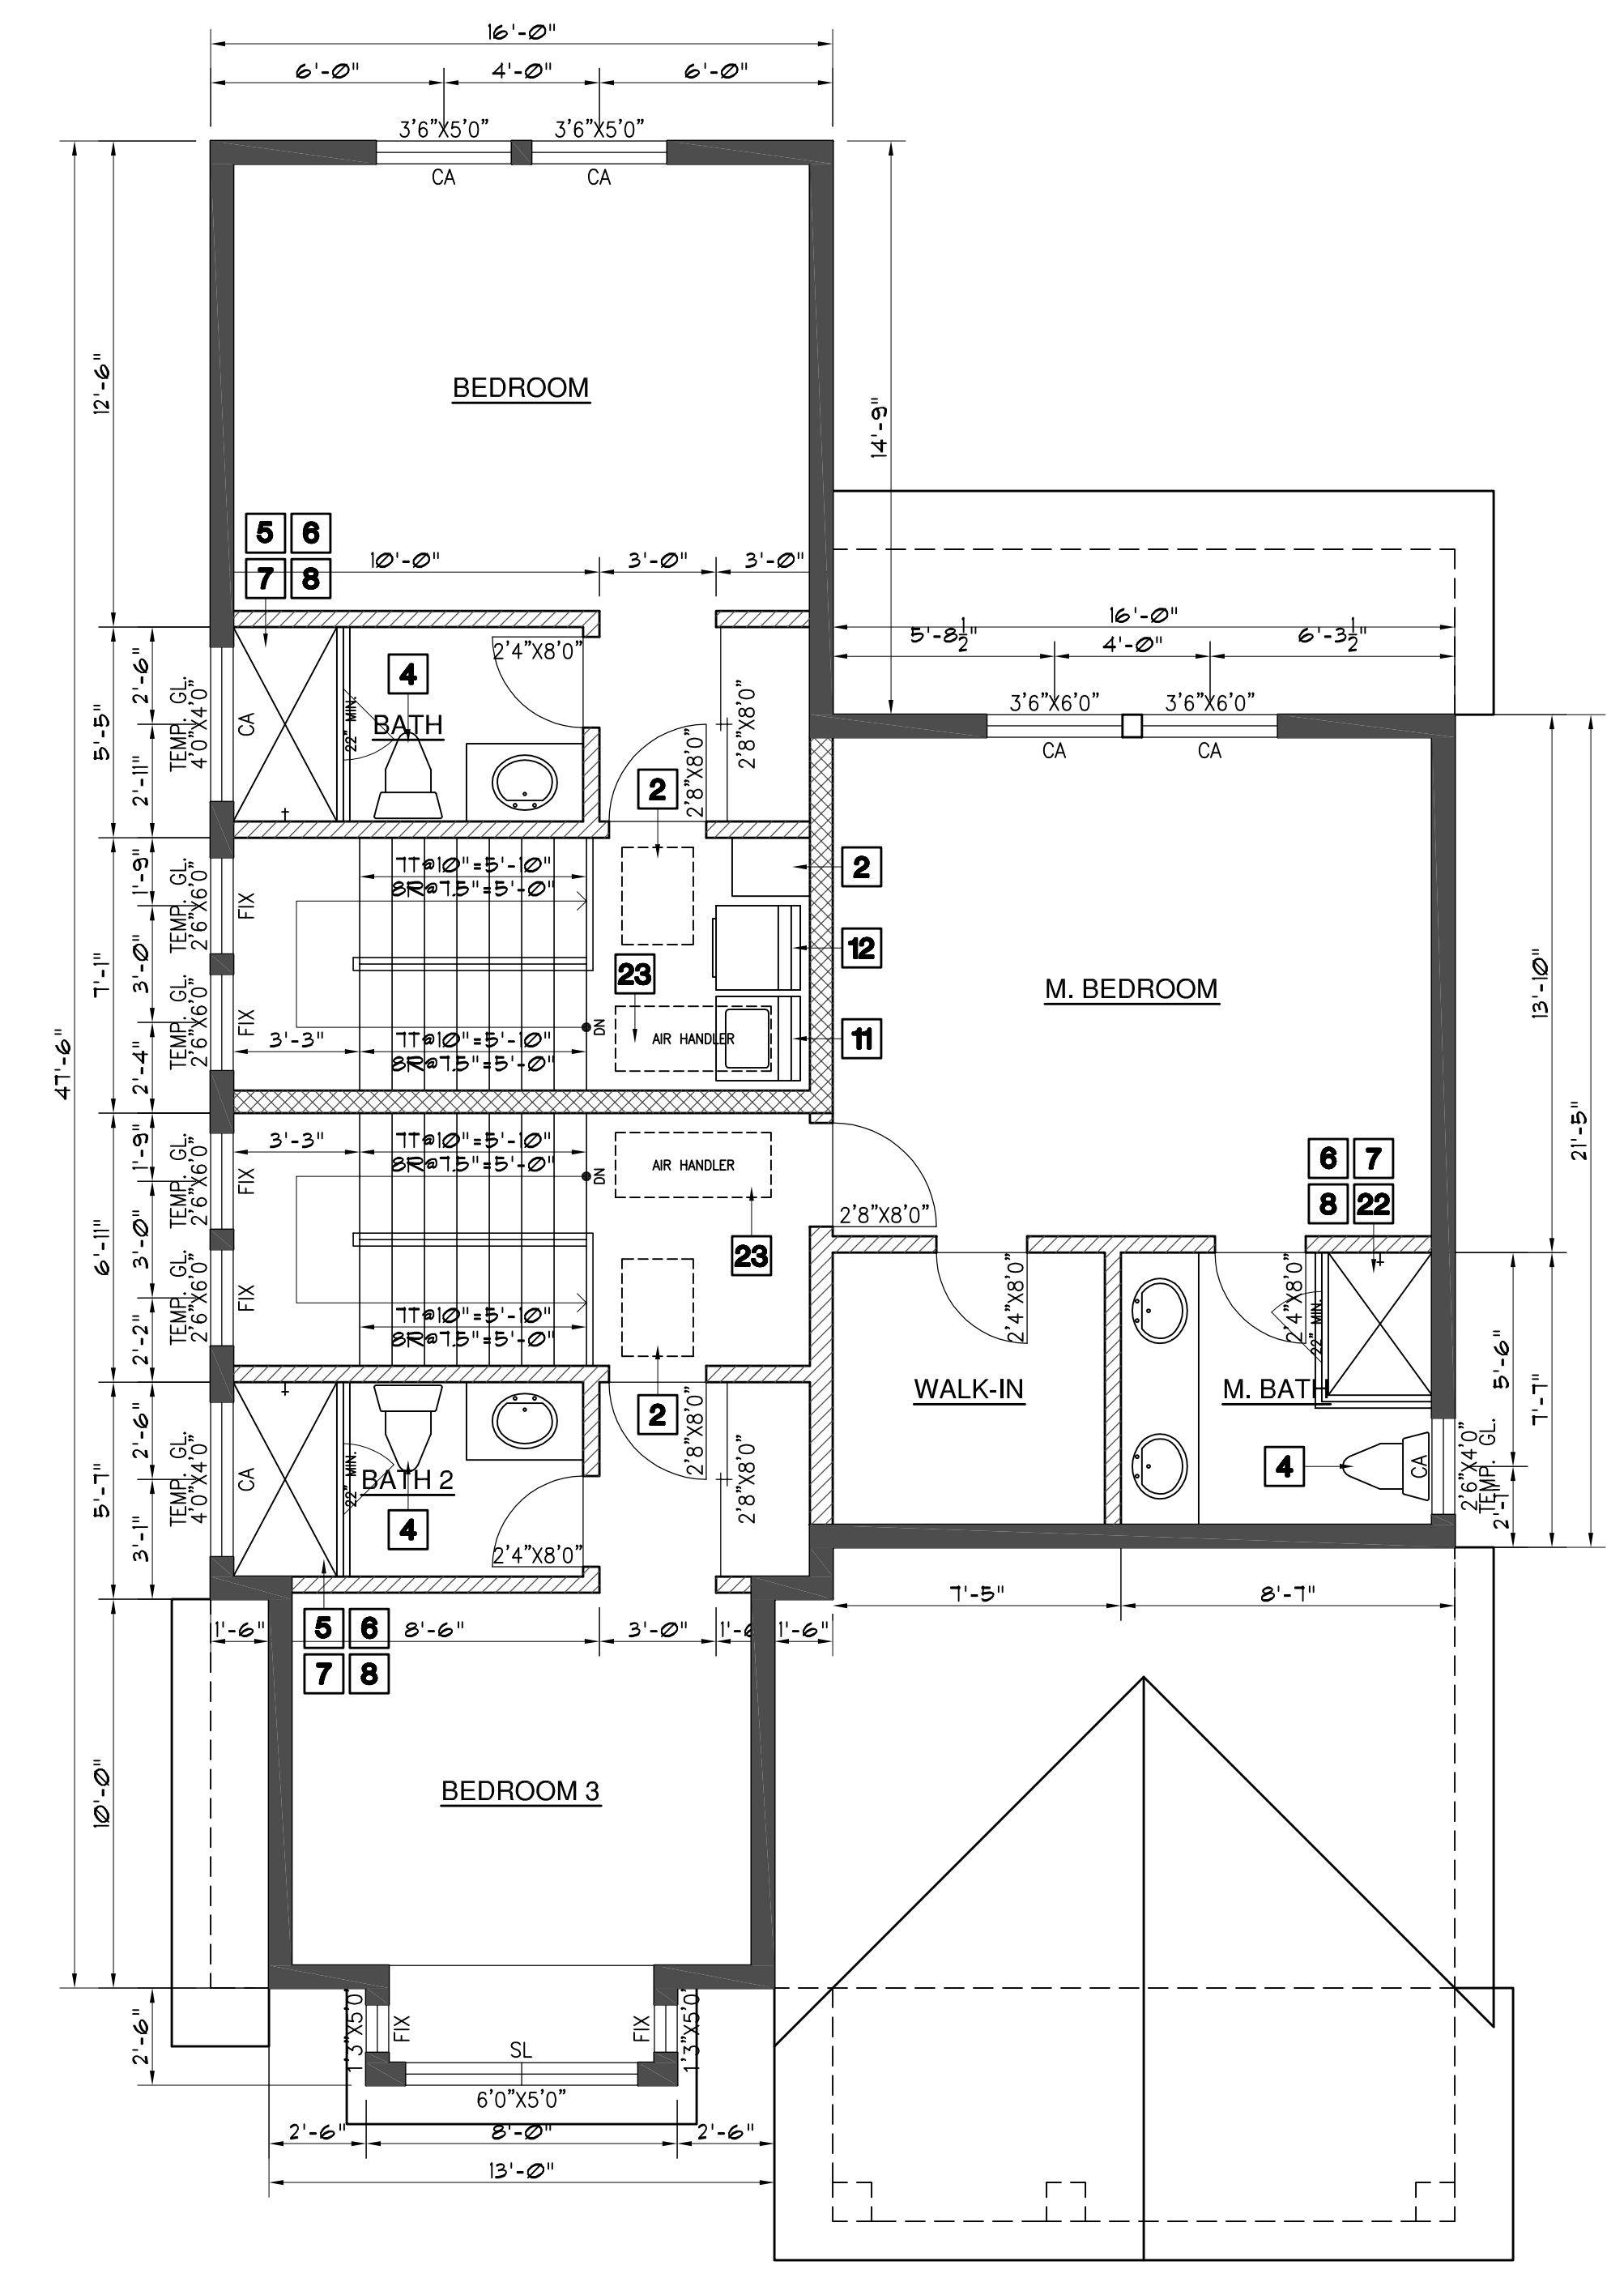 16'-0"
6'-0" 4'-0" 6'-0"
3'6"X5'0" 3'6"X5'0"
CA CA
12'-6"
14'-9"
BEDROOM
5 6
7 8
10'-0" 3'-0" 3'-0"
16'-0"
5'-8½" 4'-0" 6'-3½"
3'6"X6'0" 3'6"X6'0"
CA CA
5'-5"
2'-6"
2'-11"
TEMP. GL.
4'0"X4'0"
CA
22" MIN.
4
BATH
2'4"X8'0"
2'8"X8'0"
2'8"X8'0"
2
2
12
11
23
AIR HANDLER
7'-1"
1'-9"
3'-0"
2'-4"
TEMP. GL.
2'6"X6'0"
FIX
TEMP. GL.
2'6"X6'0"
FIX
7T@10"=5'-10"
8R@7.5"=5'-0"
3'-3" 7T@10"=5'-10"
8R@7.5"=5'-0"
DN
M. BEDROOM
13'-10"
21'-5"
47'-6"
6'-11"
1'-9"
3'-0"
2'-2"
TEMP. GL.
2'6"X6'0"
FIX
TEMP. GL.
2'6"X6'0"
FIX
3'-3" 7T@10"=5'-10"
8R@7.5"=5'-0"
DN
AIR HANDLER
23
7T@10"=5'-10"
8R@7.5"=5'-0"
2
2'8"X8'0"
6 7
8 22
2'4"X8'0"
2'4"X8'0"
22" MIN.
WALK-IN
M. BATH
4
CA
2'6"X4'0"
TEMP. GL.
5'-6"
2'-1"
7'-7"
5'-7"
2'-6"
3'-1"
TEMP. GL.
4'0"X4'0"
CA
22" MIN.
BATH 2
4
2'4"X8'0"
2'8"X8'0"
2'8"X8'0"
7'-5" 8'-7"
1'-6" 8'-6" 3'-0" 1'-6" 1'-6"
5 6
7 8
10'-0"
BEDROOM 3
2'-6"
1'3"X5'0"
FIX
FIX
1'3"X5'0"
SL
6'0"X5'0"
2'-6" 8'-0" 2'-6"
13'-0"